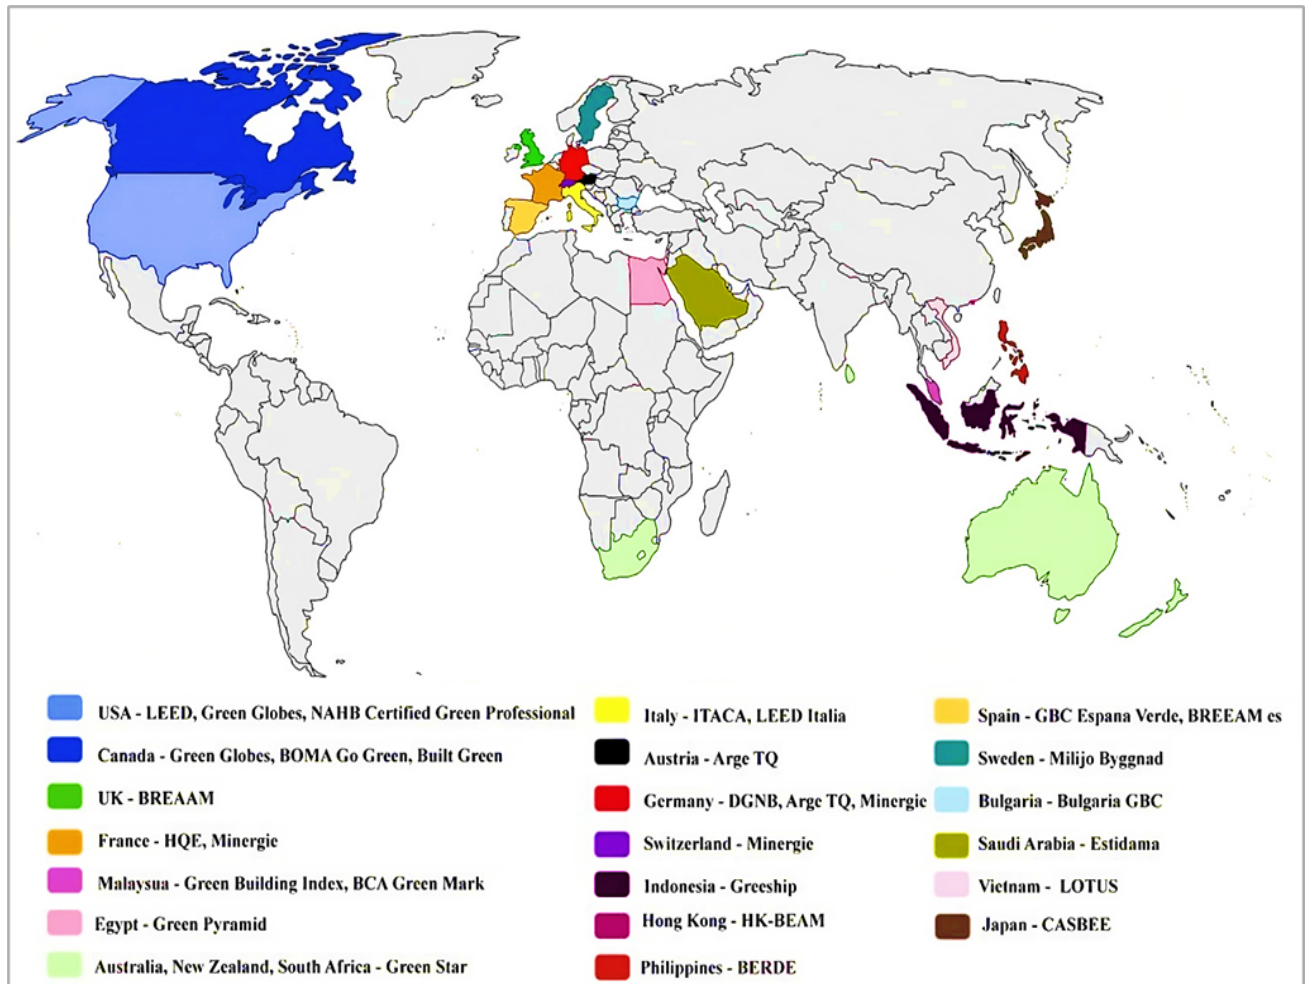 USA - LEED, Green Globes, NAHB Certified Green Professional
Canada - Green Globes, BOMA Go Green, Built Green
UK - BREAAM
France - HQE, Minergie
Malaysua - Green Building Index, BCA Green Mark
Egypt - Green Pyramid
Australia, New Zealand, South Africa - Green Star
Italy - ITACA, LEED Italia
Austria - Arge TQ
Germany - DGNB, Arge TQ, Minergie
Switzerland - Minergie
Indonesia - Greeship
Hong Kong - HK-BEAM
Philippines - BERDE
Spain - GBC Espana Verde, BREEAM es
Sweden - Milijo Byggnad
Bulgaria - Bulgaria GBC
Saudi Arabia - Estidama
Vietnam - LOTUS
Japan - CASBEE